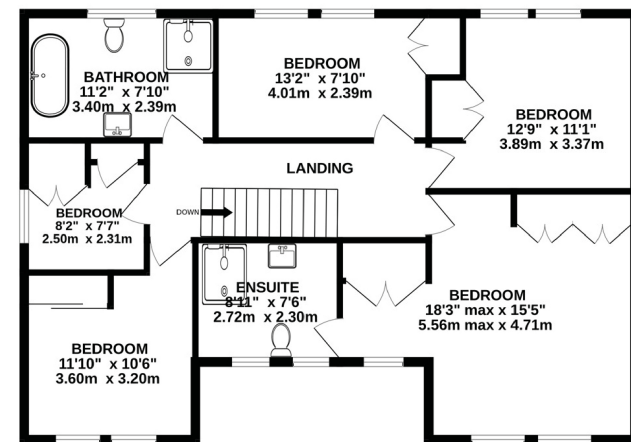 BATHROOM
11'2" x 7'10"
3.40m x 2.39m
BEDROOM
13'2" x 7'10"
4.01m x 2.39m
BEDROOM
12'9" x 11'1"
3.89m x 3.37m
LANDING
DOWN
BEDROOM
8'2" x 7'7"
2.50m x 2.31m
ENSUITE
8'11" x 7'6"
2.72m x 2.30m
BEDROOM
18'3" max x 15'5"
5.56m max x 4.71m
BEDROOM
11'10" x 10'6"
3.60m x 3.20m